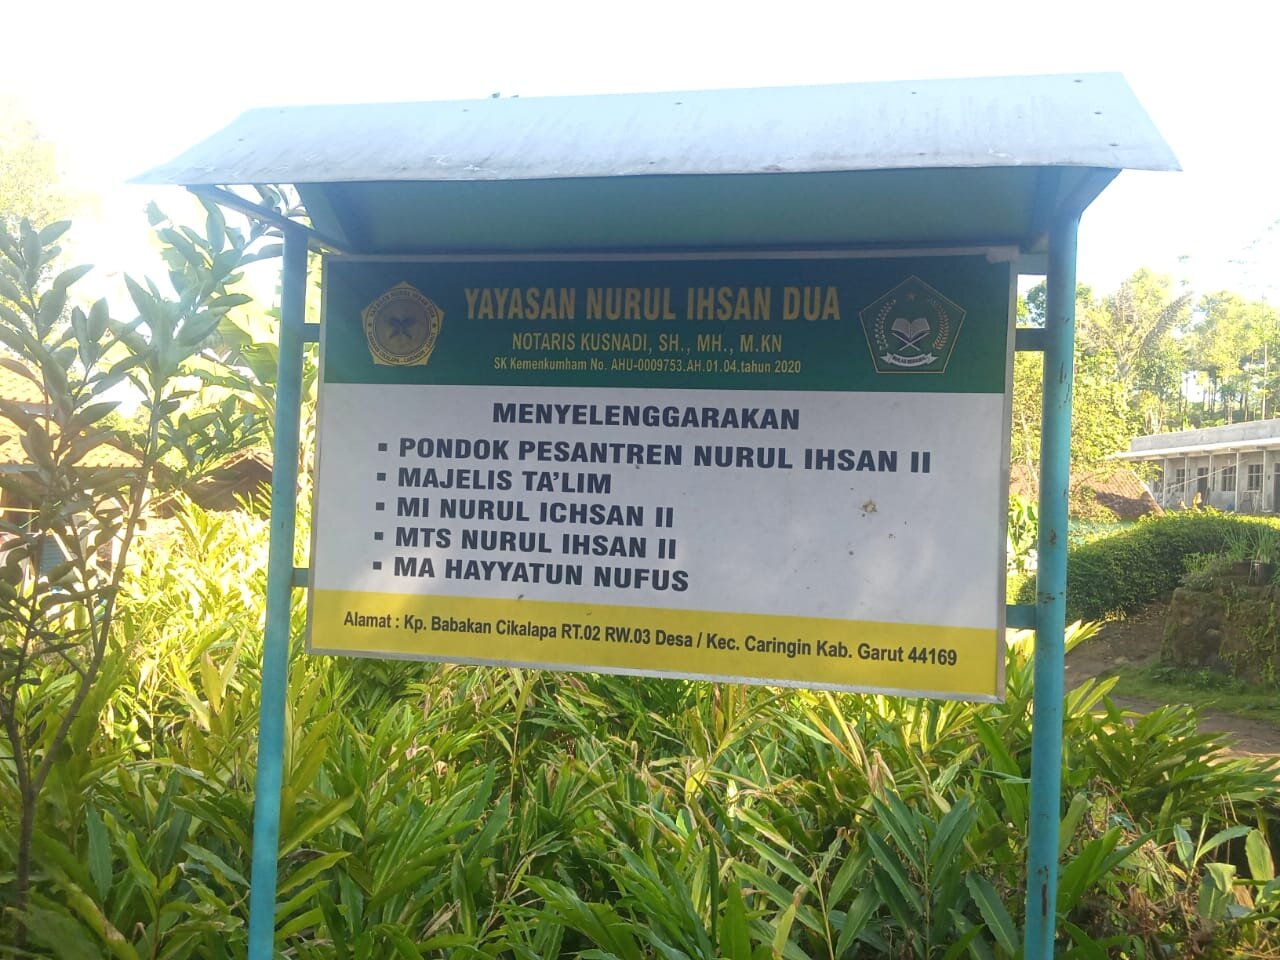 YAYASAN NURUL IHSAN DUA
NOTARIS KUSNADI, SH., MH., M.KN
SK Kemenkumham No. AHU-0009753.AH.01.04.tahun 2020
MENYELENGGARAKAN
▪ PONDOK PESANTREN NURUL IHSAN II
▪ MAJELIS TA'LIM
▪ MI NURUL ICHSAN II
▪ MTS NURUL IHSAN II
▪ MA HAYYATUN NUFUS
Alamat : Kp. Babakan Cikalapa RT.02 RW.03 Desa / Kec. Caringin Kab. Garut 44169